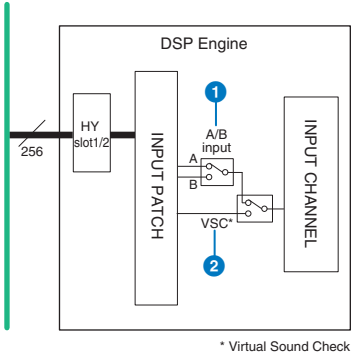 DSP Engine
1
HY
slot1/2
256
INPUT PATCH
A/B
input
A
B
VSC*
2
INPUT CHANNEL
* Virtual Sound Check